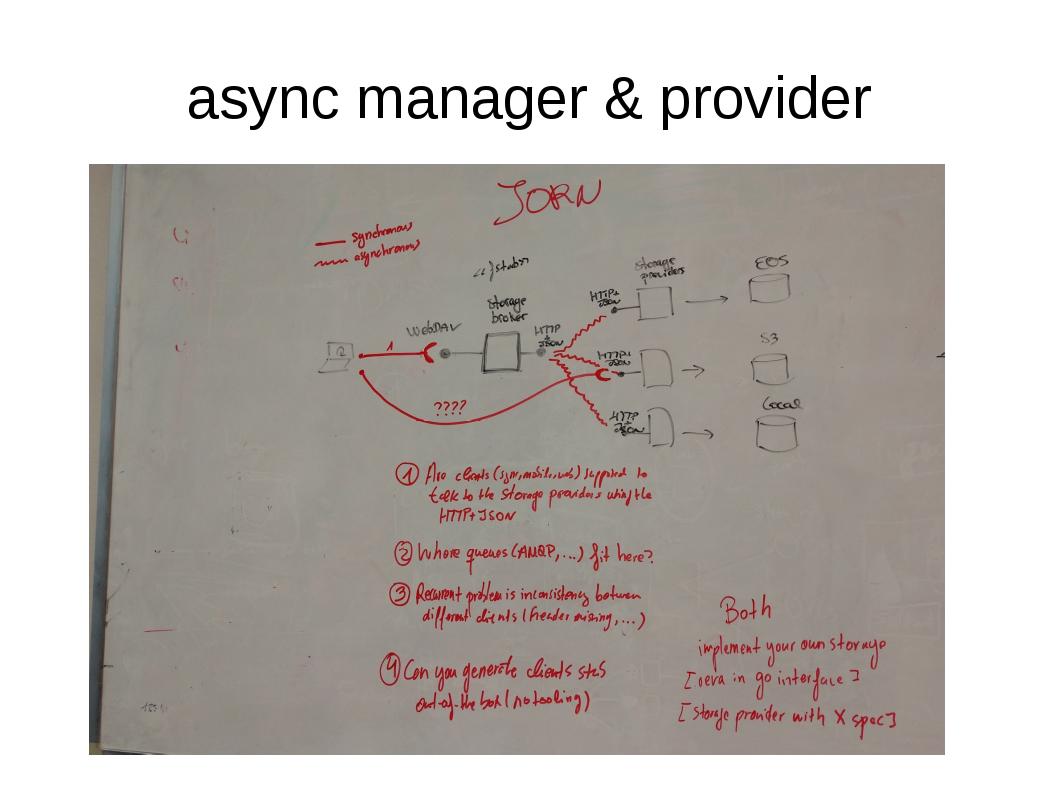 async manager & provider
JORN
synchronous
asynchronous
Storage
broker
WebDAV
1
HTTP
+
JSON
Storage
providers
HTTP+
JSON
EOS
HTTP+
JSON
S3
HTTP
+
JSON
Local
????
① Are clients (sync, mobile, web) supposed to
talk to the storage providers using the
HTTP+JSON
② Where queues (AMQP,...) fit here?
③ Recurrent problem is inconsistency between
different clients (header missing,...)
④ Can you generate clients
out-of-the box (no tooling)
Both
implement your own storage
[reva in go interface]
[storage provider with X spec]